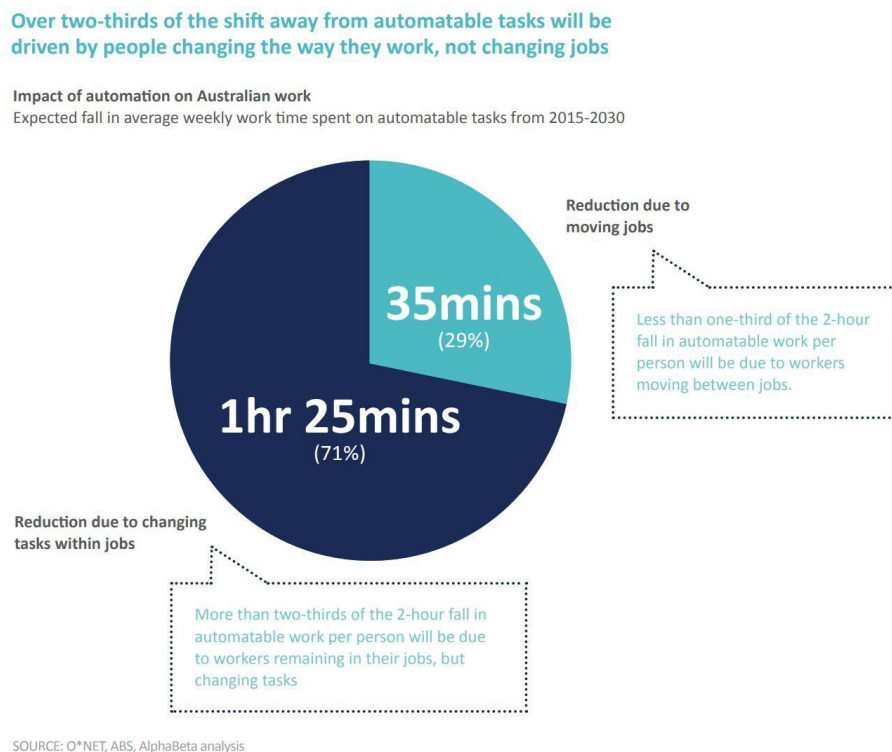 Over two-thirds of the shift away from automatable tasks will be
driven by people changing the way they work, not changing jobs
Impact of automation on Australian work
Expected fall in average weekly work time spent on automatable tasks from 2015-2030
Reduction due to
moving jobs
35mins
(29%)
Less than one-third of the 2-hour
fall in automatable work per
person will be due to workers
moving between jobs.
1hr 25mins
(71%)
Reduction due to changing
tasks within jobs
More than two-thirds of the 2-hour fall in
automatable work per person will be due
to workers remaining in their jobs, but
changing tasks
SOURCE: O*NET, ABS, AlphaBeta analysis